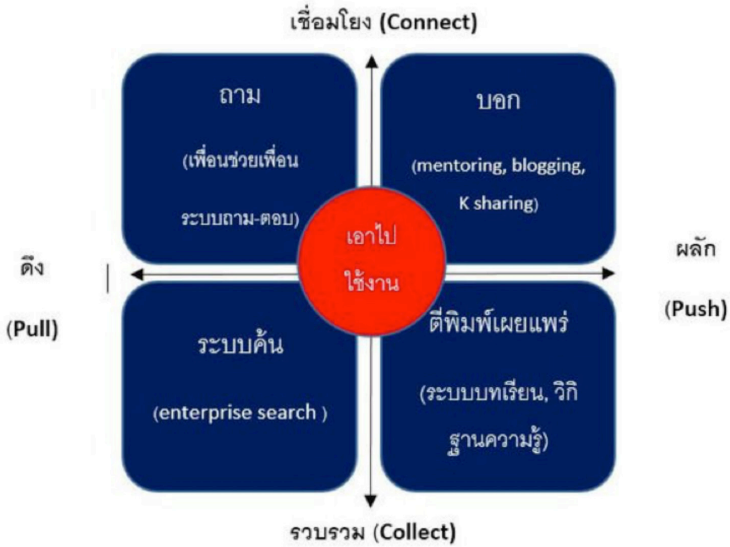 เชื่อมโยง (Connect)
ถาม
(เพื่อนช่วยเพื่อน
ระบบถาม-ตอบ)
บอก
(mentoring, blogging,
K sharing)
ดึง
(Pull)
เอาไป
ใช้งาน
ผลัก
(Push)
ระบบค้น
(enterprise search )
ตี่พิมพ์เผยแพร่
(ระบบบทเรียน, วิกิ
ฐานความรู้)
รวบรวม (Collect)